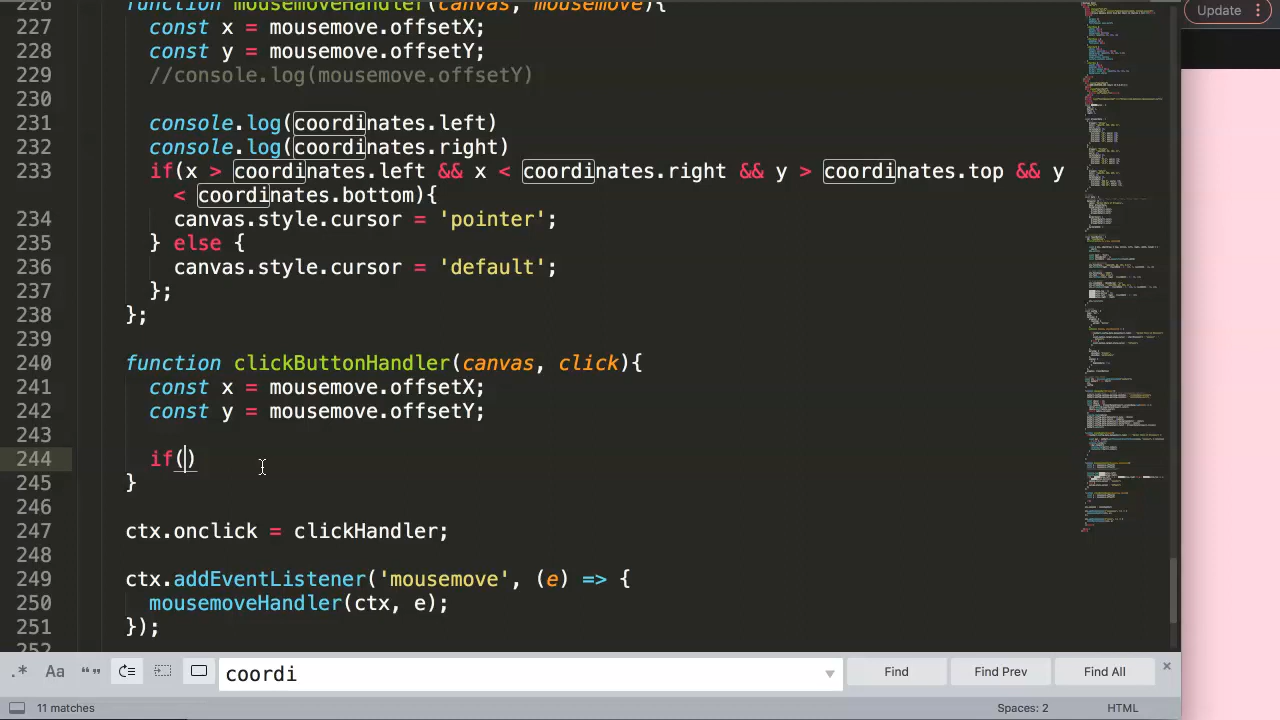 226 function mousemoveHandler(canvas, mousemove){
227 const x = mousemove.offsetX;
228 const y = mousemove.offsetY;
229 //console.log(mousemove.offsetY)
230
231 console.log(coordinates.left)
232 console.log(coordinates.right)
233 if(x > coordinates.left && x < coordinates.right && y > coordinates.top && y
< coordinates.bottom){
234 canvas.style.cursor = 'pointer';
235 } else {
236 canvas.style.cursor = 'default';
237 };
238 };
239
240 function clickButtonHandler(canvas, click){
241 const x = mousemove.offsetX;
242 const y = mousemove.offsetY;
243
244 if()
245 }
246
247 ctx.onclick = clickHandler;
248
249 ctx.addEventListener('mousemove', (e) => {
250 mousemoveHandler(ctx, e);
251 });
252
Update
.* Aa “” coordi Find Find Prev Find All ×
11 matches Spaces: 2 HTML